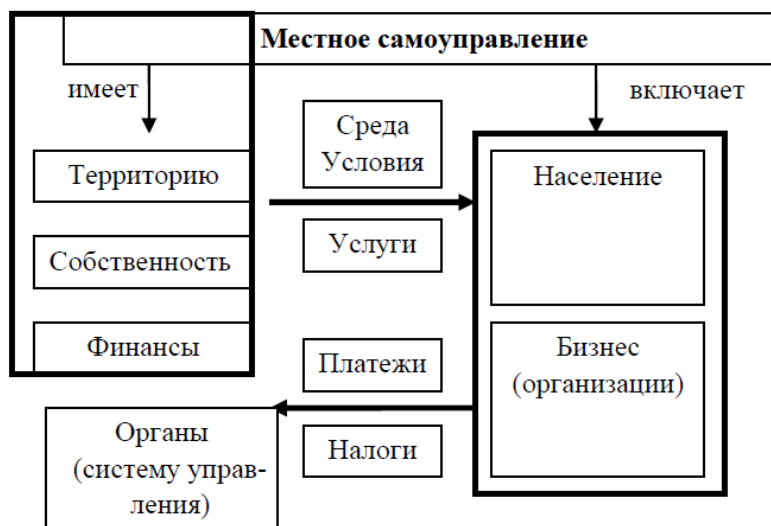 Местное самоуправление
имеет
включает
Территорию
Собственность
Финансы
Органы
(систему управ-
ления)
Среда
Условия
Услуги
Платежи
Налоги
Население
Бизнес
(организации)